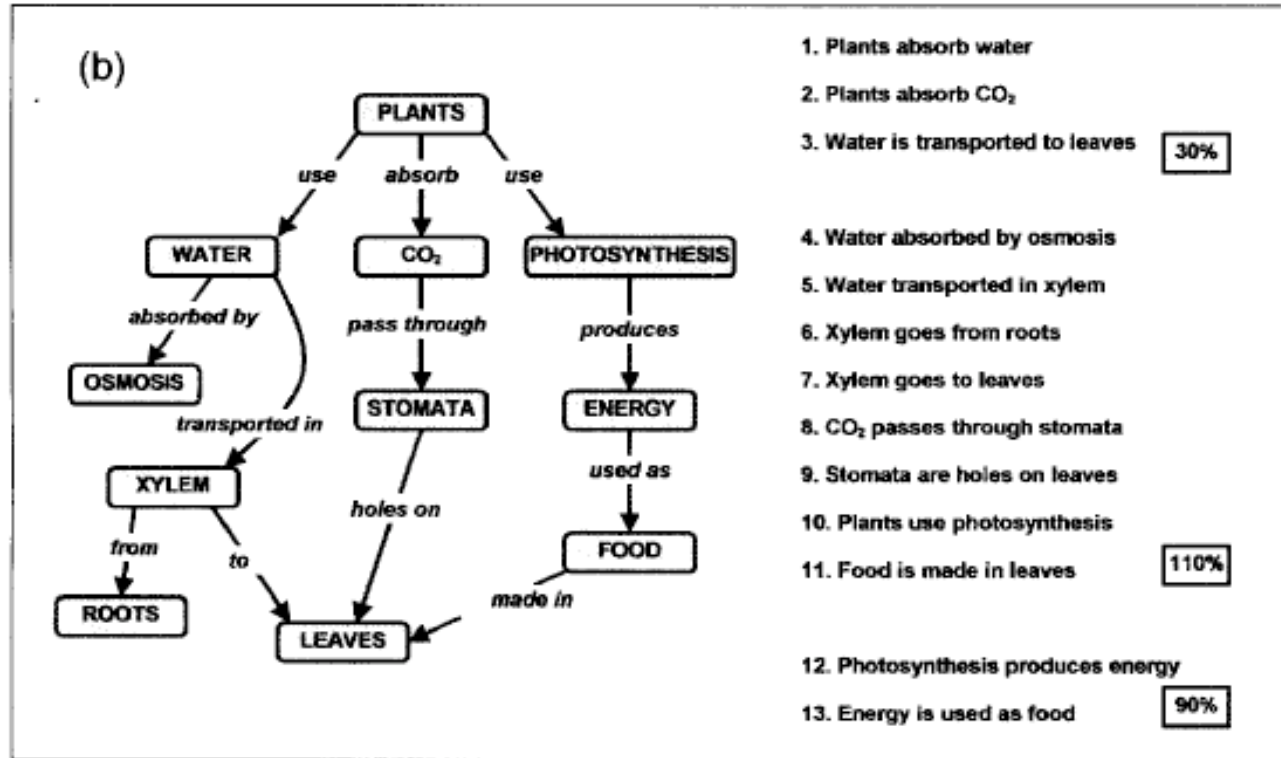 (b)
PLANTS
use absorb use
WATER CO₂ PHOTOSYNTHESIS
absorbed by pass through produces
OSMOSIS STOMATA ENERGY
transported in used as
XYLEM holes on
FOOD
from to made in
ROOTS LEAVES
1. Plants absorb water
2. Plants absorb CO₂
3. Water is transported to leaves
30%
4. Water absorbed by osmosis
5. Water transported in xylem
6. Xylem goes from roots
7. Xylem goes to leaves
8. CO₂ passes through stomata
9. Stomata are holes on leaves
10. Plants use photosynthesis
11. Food is made in leaves
110%
12. Photosynthesis produces energy
13. Energy is used as food
90%